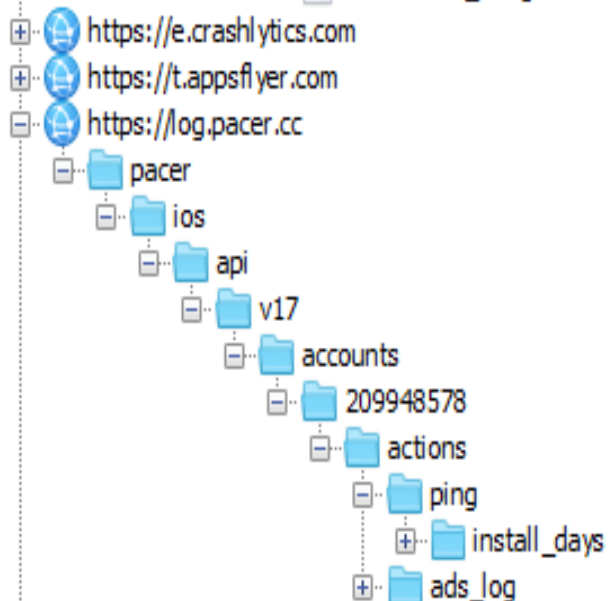 https://e.crashlytics.com
https://t.appsflyer.com
https://log.pacer.cc
pacer
ios
api
v17
accounts
209948578
actions
ping
install_days
ads_log